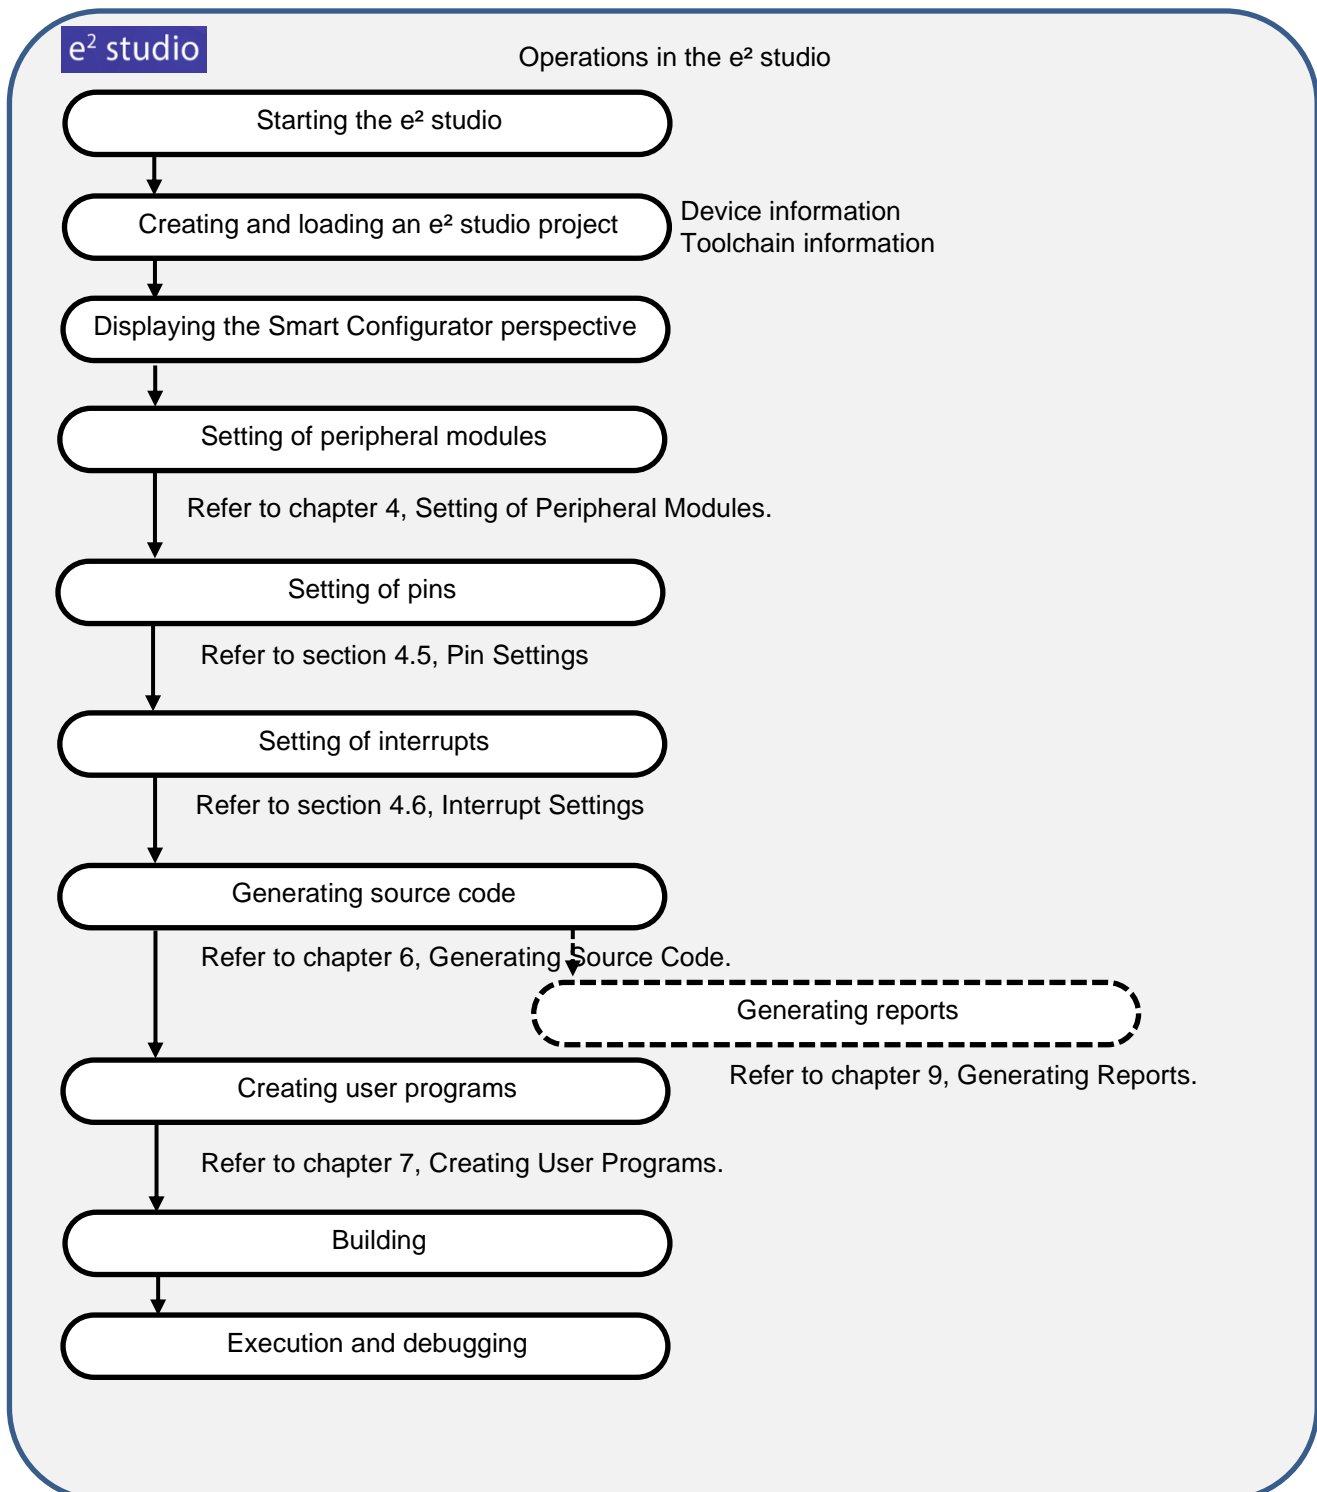 e² studio
Operations in the e² studio
Starting the e² studio
Creating and loading an e² studio project
Device information
Toolchain information
Displaying the Smart Configurator perspective
Setting of peripheral modules
Refer to chapter 4, Setting of Peripheral Modules.
Setting of pins
Refer to section 4.5, Pin Settings
Setting of interrupts
Refer to section 4.6, Interrupt Settings
Generating source code
Refer to chapter 6, Generating Source Code.
Generating reports
Refer to chapter 9, Generating Reports.
Creating user programs
Refer to chapter 7, Creating User Programs.
Building
Execution and debugging